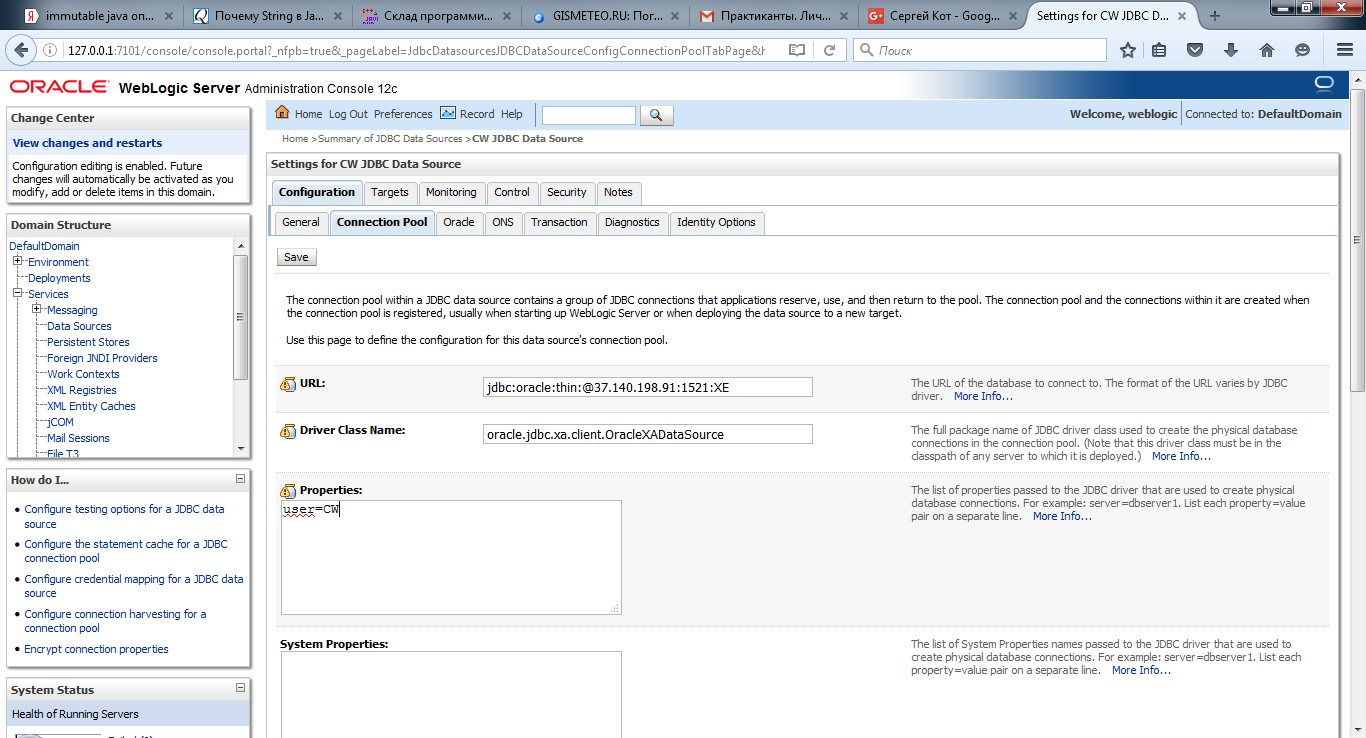 immutable java оп...
Почему String в Ja...
Склад программи...
GISMETEO.RU: Пог...
Практиканты. Лич...
Сергей Кот - Goog...
Settings for CW JDBC D...
127.0.0.1:7101/console/console.portal?_nfpb=true&_pageLabel=JdbcDatasourcesJDBCDataSourceConfigConnectionPoolTabPage&h
Поиск
ORACLE WebLogic Server Administration Console 12c
Change Center
View changes and restarts
Configuration editing is enabled. Future
changes will automatically be activated as you
modify, add or delete items in this domain.
Domain Structure
DefaultDomain
Environment
Deployments
Services
Messaging
Data Sources
Persistent Stores
Foreign JNDI Providers
Work Contexts
XML Registries
XML Entity Caches
jCOM
Mail Sessions
File T3
How do I...
Configure testing options for a JDBC data
source
Configure the statement cache for a JDBC
connection pool
Configure credential mapping for a JDBC data
source
Configure connection harvesting for a
connection pool
Encrypt connection properties
System Status
Health of Running Servers
Home Log Out Preferences Record Help
Welcome, weblogic Connected to: DefaultDomain
Home >Summary of JDBC Data Sources >CW JDBC Data Source
Settings for CW JDBC Data Source
Configuration Targets Monitoring Control Security Notes
General Connection Pool Oracle ONS Transaction Diagnostics Identity Options
Save
The connection pool within a JDBC data source contains a group of JDBC connections that applications reserve, use, and then return to the pool. The connection pool and the connections within it are created when
the connection pool is registered, usually when starting up WebLogic Server or when deploying the data source to a new target.
Use this page to define the configuration for this data source's connection pool.
URL:
jdbc:oracle:thin:@37.140.198.91:1521:XE
The URL of the database to connect to. The format of the URL varies by JDBC
driver. More Info...
Driver Class Name:
oracle.jdbc.xa.client.OracleXADataSource
The full package name of JDBC driver class used to create the physical database
connections in the connection pool. (Note that this driver class must be in the
classpath of any server to which it is deployed.) More Info...
Properties:
user=CW
The list of properties passed to the JDBC driver that are used to create physical
database connections. For example: server=dbserver1. List each property=value
pair on a separate line. More Info...
System Properties:
The list of System Properties names passed to the JDBC driver that are used to
create physical database connections. For example: server=dbserver1. List each
property=value pair on a separate line. More Info...